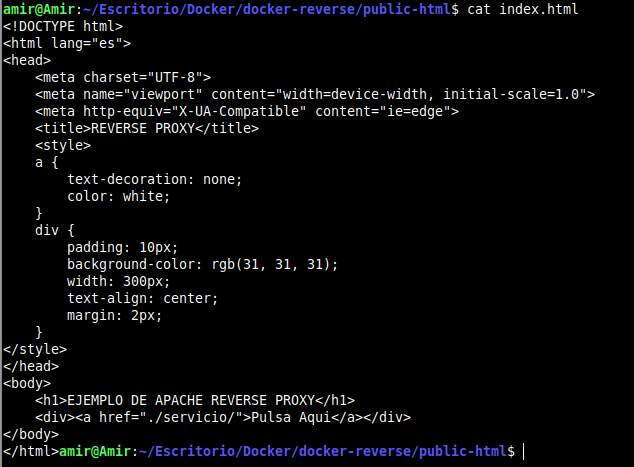 amir@Amir:~/Escritorio/Docker/docker-reverse/public-html$ cat index.html
<!DOCTYPE html>
<html lang="es">
<head>
    <meta charset="UTF-8">
    <meta name="viewport" content="width=device-width, initial-scale=1.0">
    <meta http-equiv="X-UA-Compatible" content="ie=edge">
    <title>REVERSE PROXY</title>
    <style>
    a {
        text-decoration: none;
        color: white;
    }
    div {
        padding: 10px;
        background-color: rgb(31, 31, 31);
        width: 300px;
        text-align: center;
        margin: 2px;
    }
</style>
</head>
<body>
    <h1>EJEMPLO DE APACHE REVERSE PROXY</h1>
    <div><a href="./servicio/">Pulsa Aqui</a></div>
</body>
</html>amir@Amir:~/Escritorio/Docker/docker-reverse/public-html$